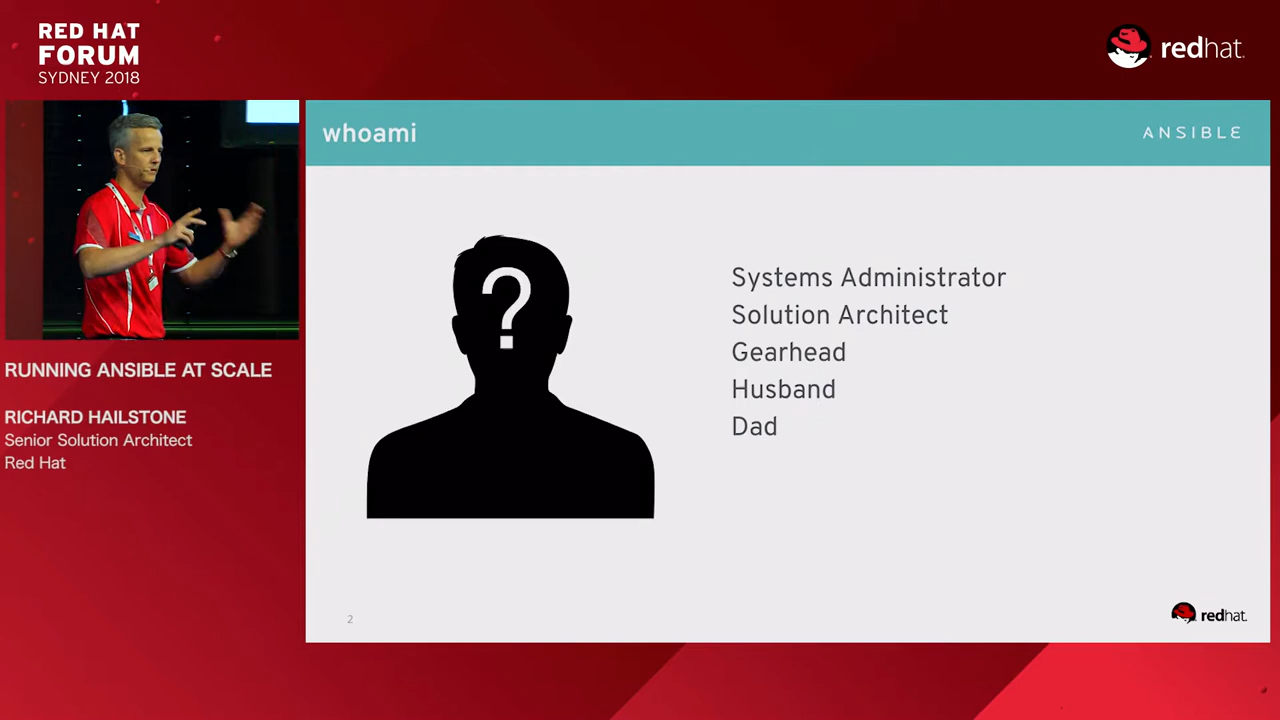 RED HAT
FORUM
SYDNEY 2018
redhat.
RUNNING ANSIBLE AT SCALE
RICHARD HAILSTONE
Senior Solution Architect
Red Hat
whoami
ANSIBLE
?
Systems Administrator
Solution Architect
Gearhead
Husband
Dad
2
redhat.